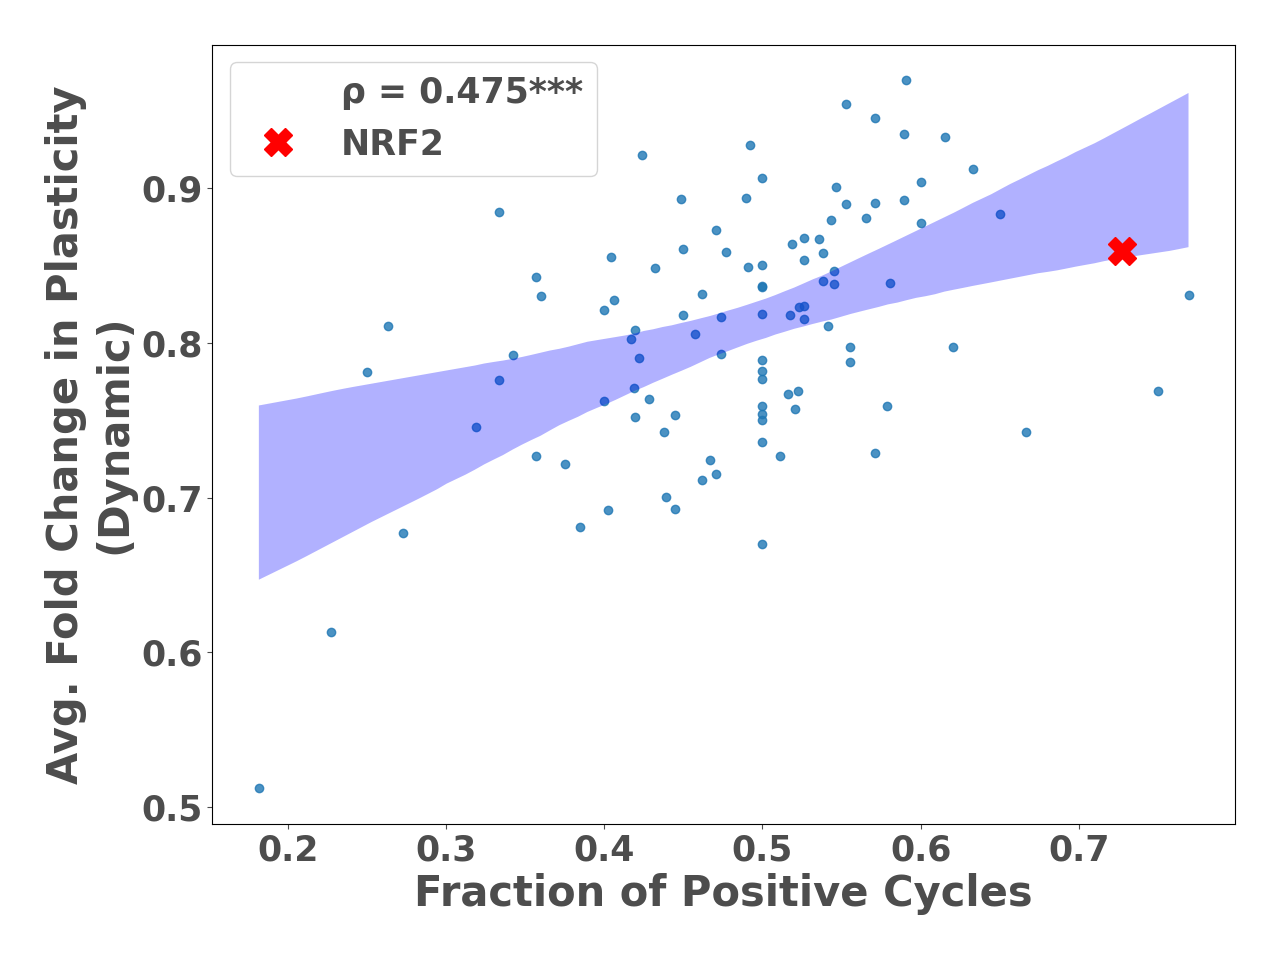 ρ = 0.475***
NRF2
Avg. Fold Change in Plasticity
(Dynamic)
0.9
0.8
0.7
0.6
0.5
0.2 0.3 0.4 0.5 0.6 0.7
Fraction of Positive Cycles